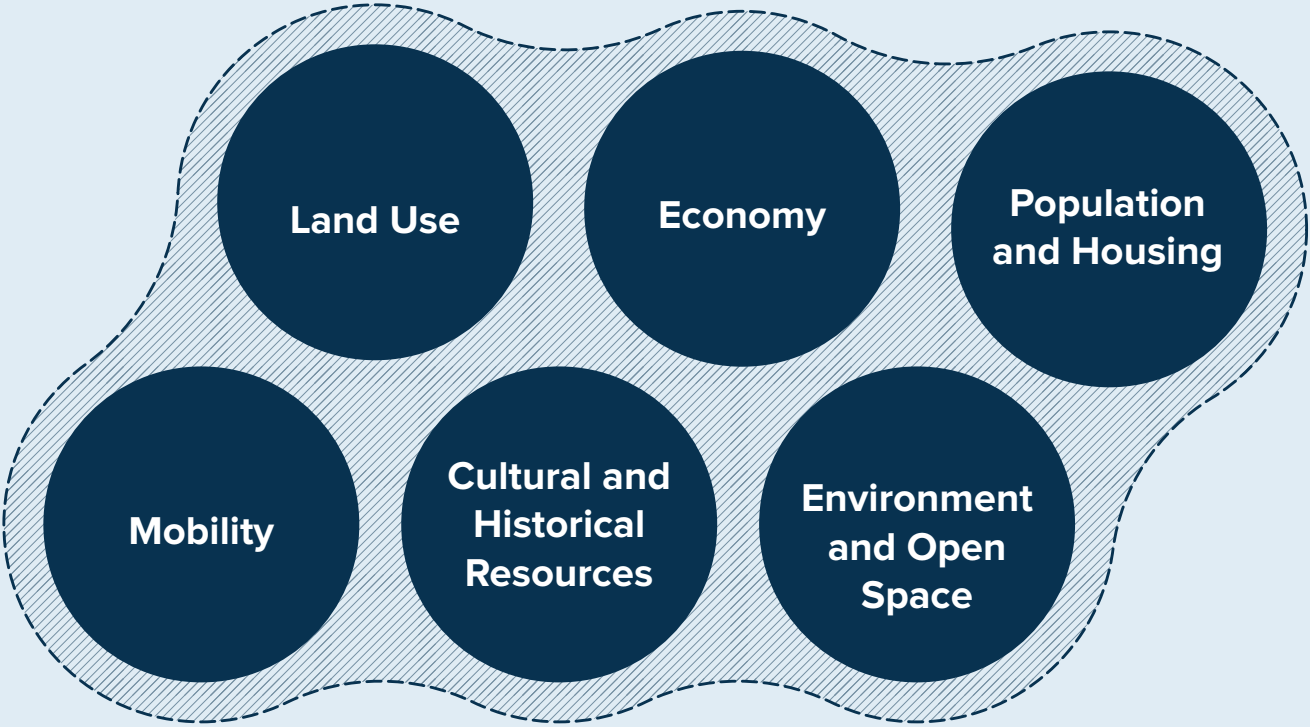 Land Use
Economy
Population
and Housing
Mobility
Cultural and
Historical
Resources
Environment
and Open
Space